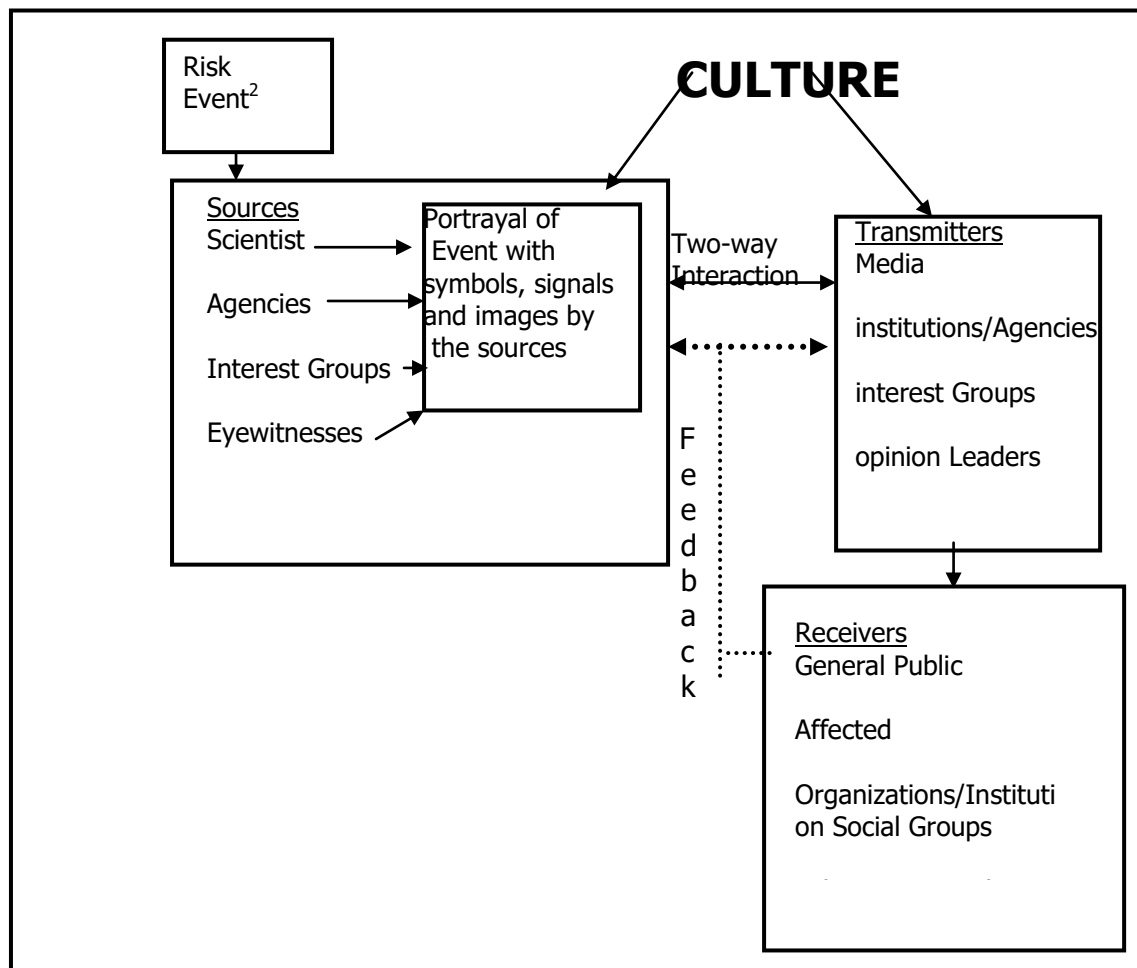 Risk
Event²
CULTURE
Sources
Scientist
Agencies
Interest Groups
Eyewitnesses
Portrayal of
Event with
symbols, signals
and images by
the sources
Two-way
Interaction
Transmitters
Media
institutions/Agencies
interest Groups
opinion Leaders
F
e
e
d
b
a
c
k
Receivers
General Public
Affected
Organizations/Instituti
on Social Groups